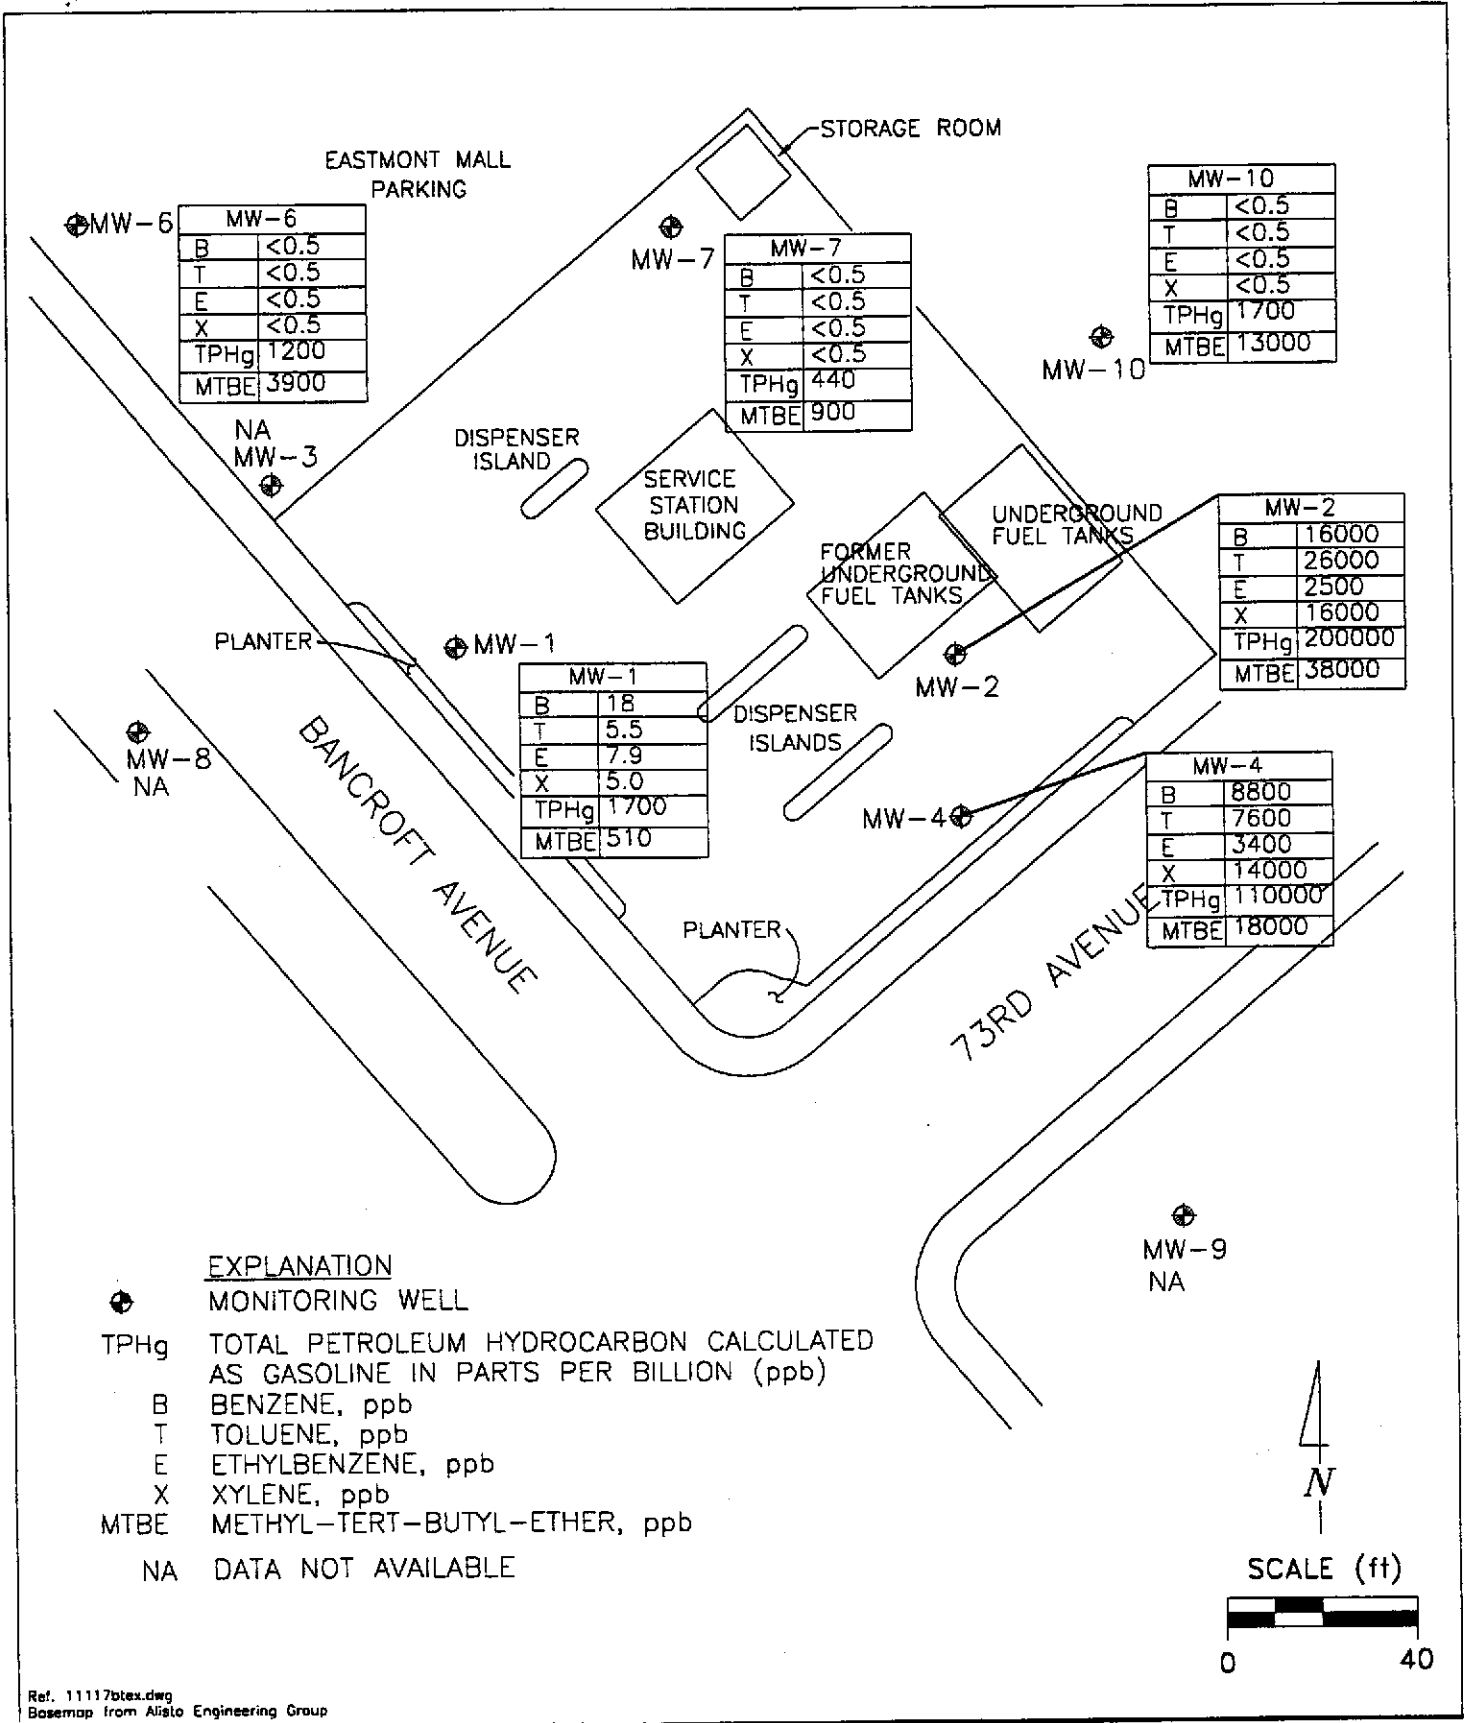 STORAGE ROOM
EASTMONT MALL
PARKING
MW-6
MW-6
B <0.5
T <0.5
E <0.5
X <0.5
TPHg 1200
MTBE 3900
MW-7
MW-7
B <0.5
T <0.5
E <0.5
X <0.5
TPHg 440
MTBE 900
MW-10
B <0.5
T <0.5
E <0.5
X <0.5
TPHg 1700
MTBE 13000
MW-10
NA
MW-3
DISPENSER
ISLAND
SERVICE
STATION
BUILDING
UNDERGROUND
FUEL TANKS
FORMER
UNDERGROUND
FUEL TANKS
MW-2
B 16000
T 26000
E 2500
X 16000
TPHg 200000
MTBE 38000
PLANTER
MW-1
MW-1
B 18
T 5.5
E 7.9
X 5.0
TPHg 1700
MTBE 510
MW-2
DISPENSER
ISLANDS
MW-8
NA
BANCROFT AVENUE
MW-4
MW-4
B 8800
T 7600
E 3400
X 14000
TPHg 110000
MTBE 18000
PLANTER
73RD AVENUE
MW-9
NA
EXPLANATION
MONITORING WELL
TPHg TOTAL PETROLEUM HYDROCARBON CALCULATED
AS GASOLINE IN PARTS PER BILLION (ppb)
B BENZENE, ppb
T TOLUENE, ppb
E ETHYLBENZENE, ppb
X XYLENE, ppb
MTBE METHYL-TERT-BUTYL-ETHER, ppb
NA DATA NOT AVAILABLE
N
SCALE (ft)
0 40
Ref. 11117btex.dwg
Basemap from Alisto Engineering Group